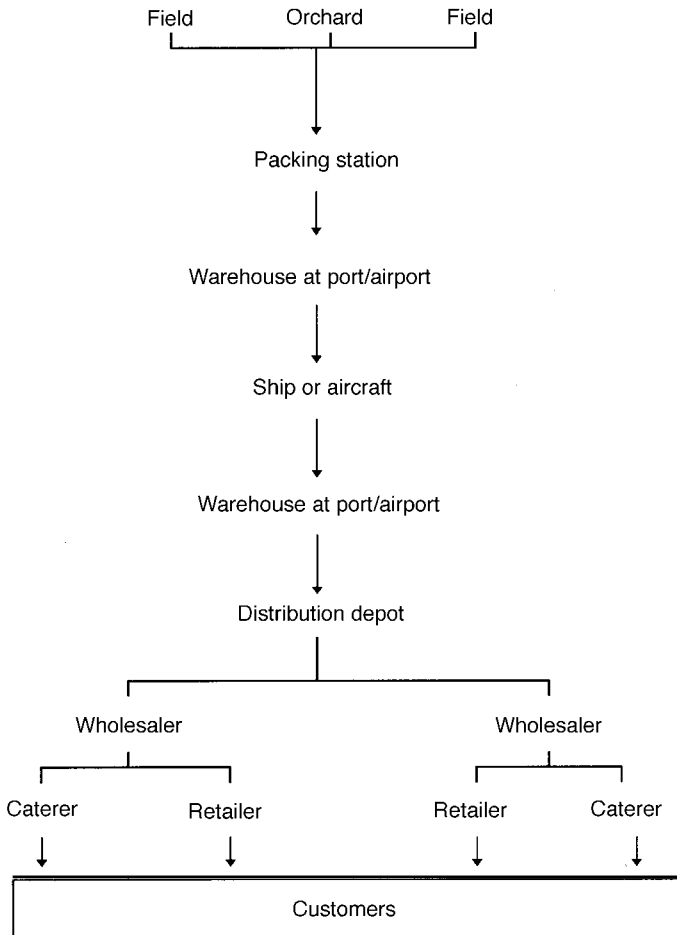 Field Orchard Field
Packing station
Warehouse at port/airport
Ship or aircraft
Warehouse at port/airport
Distribution depot
Wholesaler Wholesaler
Caterer Retailer Retailer Caterer
Customers